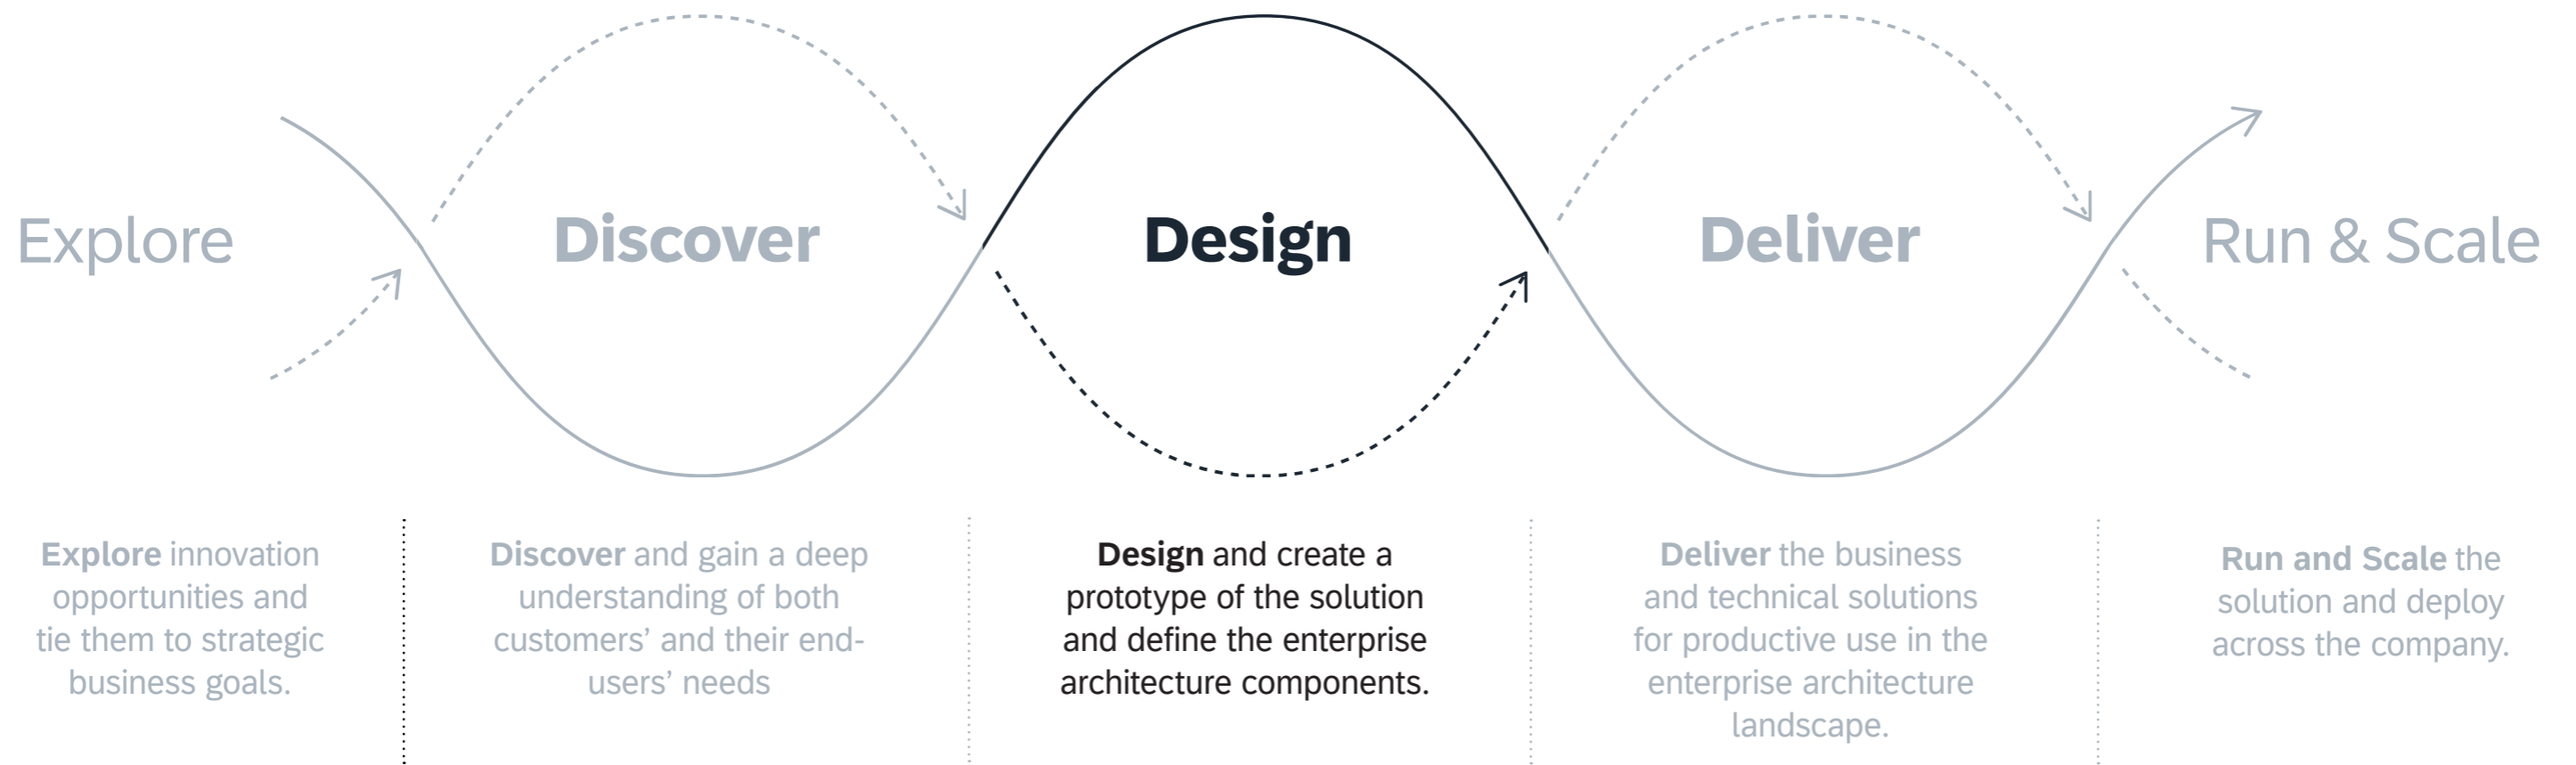 Explore
Discover
Design
Deliver
Run & Scale
Explore innovation
opportunities and
tie them to strategic
business goals.
Discover and gain a deep
understanding of both
customers’ and their end-
users’ needs
Design and create a
prototype of the solution
and define the enterprise
architecture components.
Deliver the business
and technical solutions
for productive use in the
enterprise architecture
landscape.
Run and Scale the
solution and deploy
across the company.